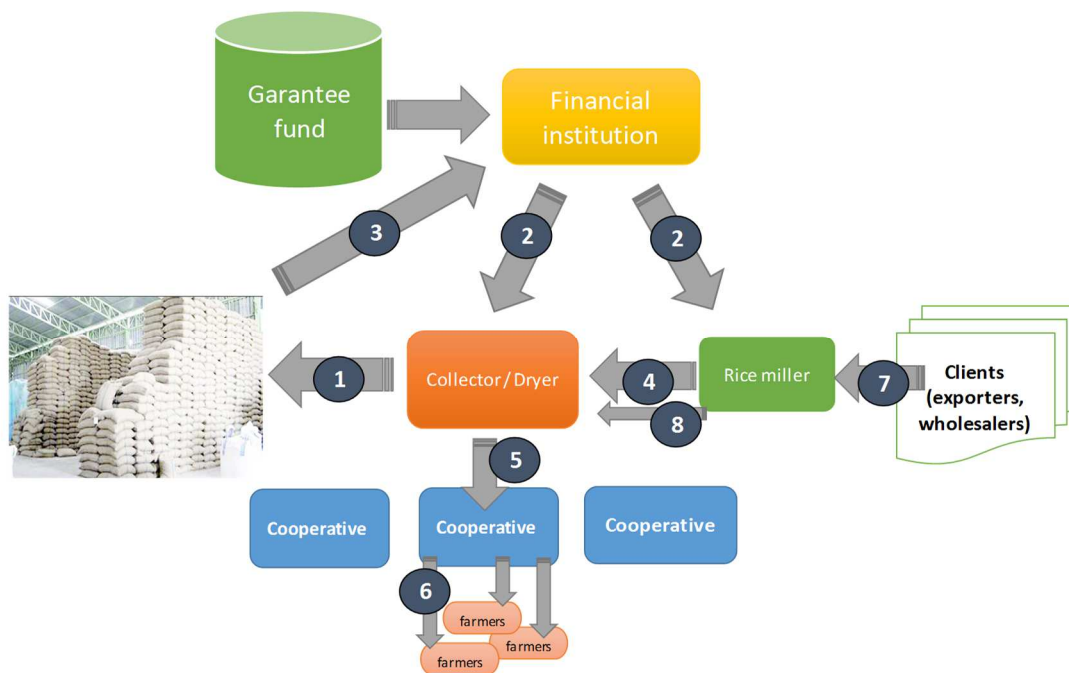 Garantee
fund
Financial
institution
3
2
2
1
Collector / Dryer
4
Rice miller
7
Clients
(exporters,
wholesalers)
8
5
Cooperative
Cooperative
Cooperative
6
farmers
farmers
farmers